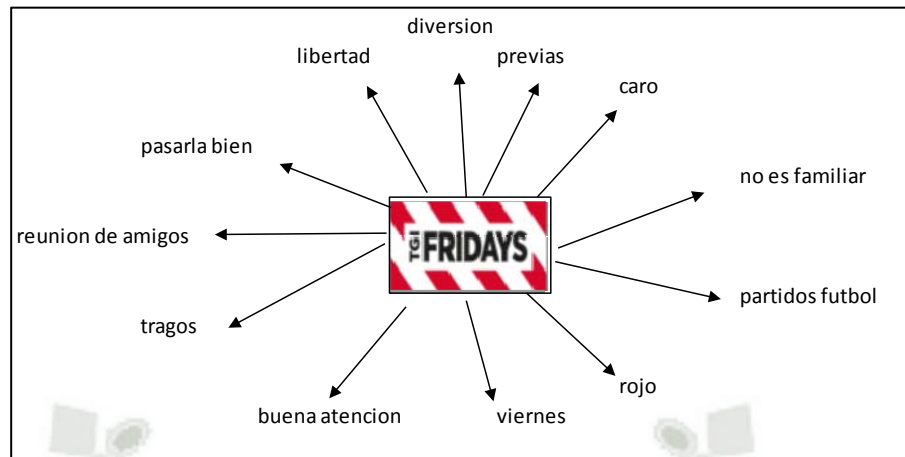 diversion
libertad
previas
caro
pasarla bien
no es familiar
reunion de amigos
TGI FRIDAYS
partidos futbol
tragos
rojo
buena atencion
viernes